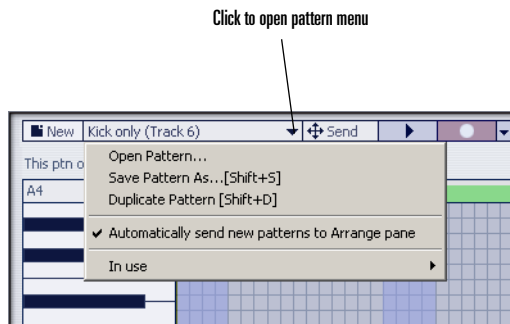 Click to open pattern menu
New Kick only (Track 6) Send
This ptn o
Open Pattern...
A4
Save Pattern As...[Shift+S]
Duplicate Pattern [Shift+D]
✔ Automatically send new patterns to Arrange pane
In use